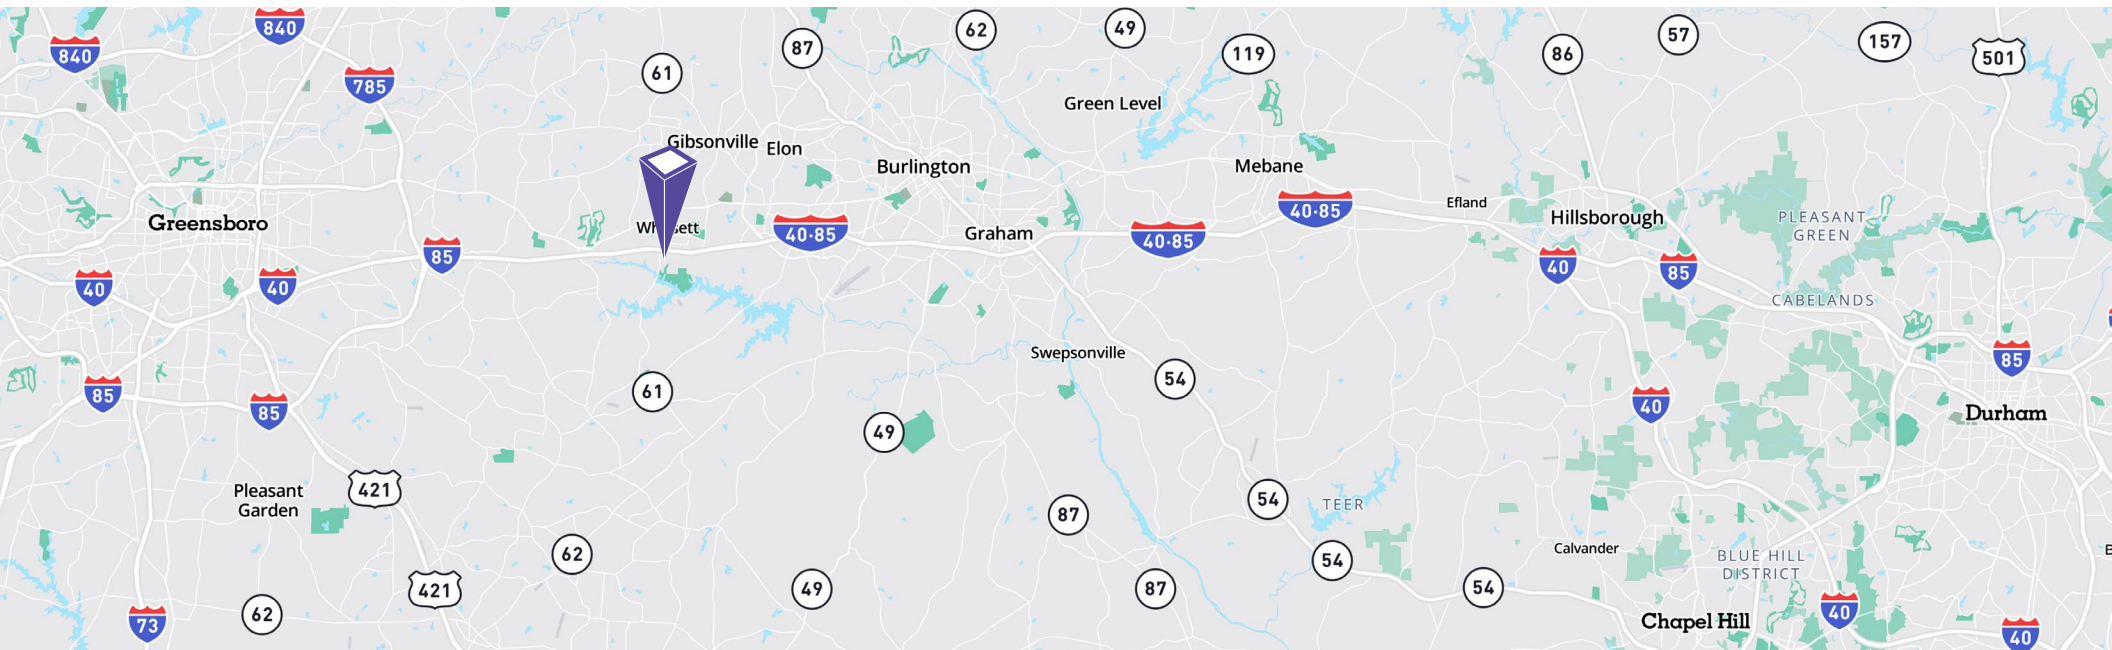 840
840
785
61
87
62
49
119
86
57
157
501
Green Level
Gibsonville
Elon
Burlington
Mebane
Efland
Greensboro
Hillsborough
PLEASANT
GREEN
Graham
40·85
40·85
40·85
85
40
40
40
85
CABELANDS
Swepsonville
85
54
85
85
61
40
Durham
49
Pleasant
Garden
421
54
TEER
87
62
54
Calvander
BLUE HILL
DISTRICT
421
49
87
54
62
73
40
Chapel Hill
40